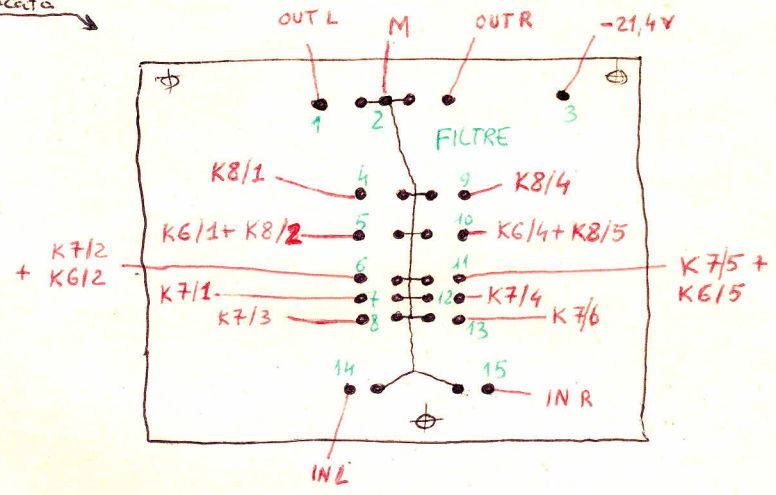 OUT L M OUT R -21,4V
1 2 3
FILTRE
K8/1 4 9 K8/4
K6/1+ K8/2 5 10 K6/4+ K8/5
K7/2
+ K6/2 6 11 K7/5 +
K6/5
K7/1 7 12 K7/4
K7/3 8 13 K7/6
14 15
IN R
IN L